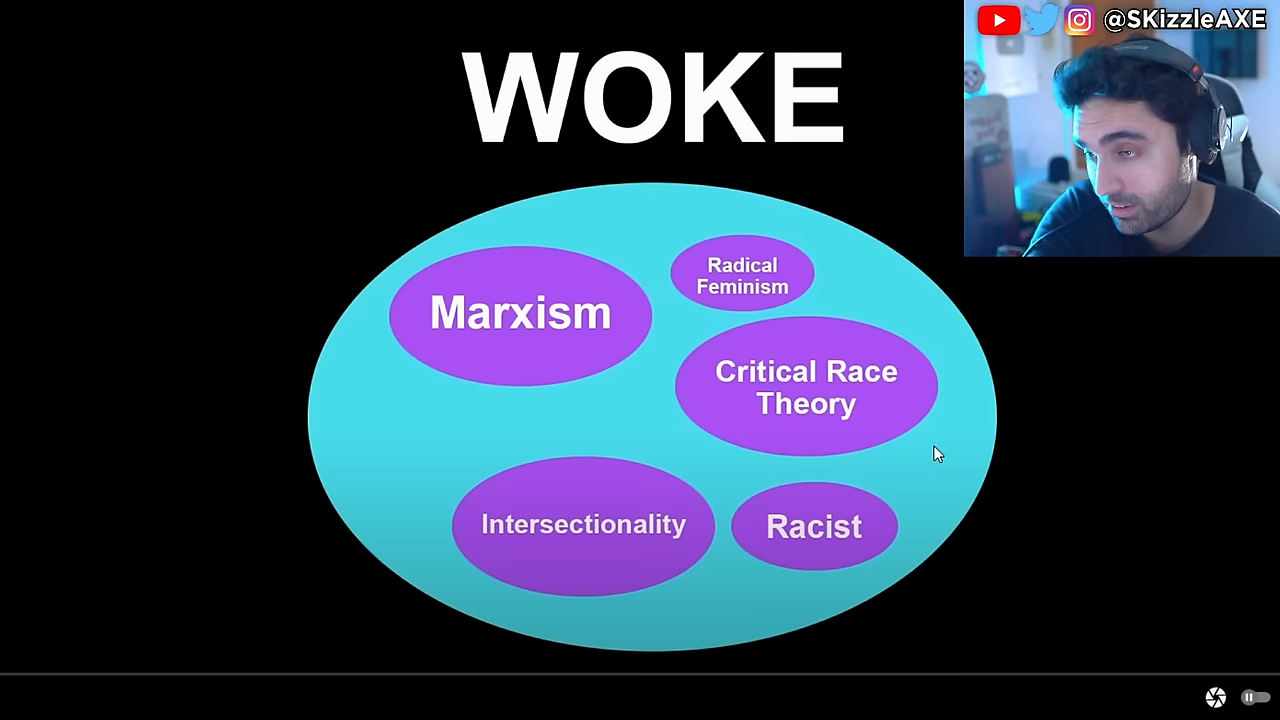 @SKizzleAXE
WOKE
Radical
Feminism
Marxism
Critical Race
Theory
Intersectionality
Racist